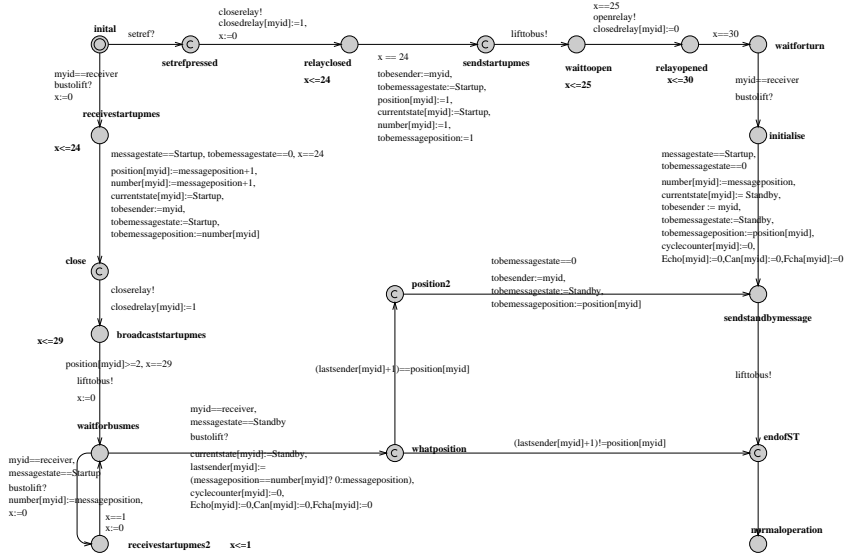 inital
setref?
C
setrefpressed
closerelay!
closedrelay[myid]:=1,
x:=0
relayclosed
x<=24
x == 24
tobesender:=myid,
tobemessagestate:=Startup,
position[myid]:=1,
currentstate[myid]:=Startup,
number[myid]:=1,
tobemessageposition:=1
C
sendstartupmes
lifttobus!
waittoopen
x<=25
x==25
openrelay!
closedrelay[myid]:=0
relayopened
x<=30
x==30
waitforturn
myid==receiver
bustolift?
x:=0
receivestartupmes
x<=24
messagestate==Startup, tobemessagestate==0, x==24
position[myid]:=messageposition+1,
number[myid]:=messageposition+1,
currentstate[myid]:=Startup,
tobesender:=myid,
tobemessagestate:=Startup,
tobemessageposition:=number[myid]
myid==receiver
bustolift?
initialise
messagestate==Startup,
tobemessagestate==0
number[myid]:=messageposition,
currentstate[myid]:= Standby,
tobesender := myid,
tobemessagestate:=Standby,
tobemessageposition:=position[myid],
cyclecounter[myid]:=0,
Echo[myid]:=0,Can[myid]:=0,Fcha[myid]:=0
close
C
closerelay!
closedrelay[myid]:=1
x<=29
broadcaststartupmes
position[myid]>=2, x==29
lifttobus!
x:=0
C
position2
tobemessagestate==0
tobesender:=myid,
tobemessagestate:=Standby,
tobemessageposition:=position[myid]
sendstandbymessage
lifttobus!
(lastsender[myid]+1)==position[myid]
waitforbusmes
myid==receiver,
messagestate==Standby
bustolift?
currentstate[myid]:=Standby,
lastsender[myid]:=
(messageposition==number[myid]? 0:messageposition),
cyclecounter[myid]:=0,
Echo[myid]:=0,Can[myid]:=0,Fcha[myid]:=0
C
whatposition
(lastsender[myid]+1)!=position[myid]
C
endofST
myid==receiver,
messagestate==Startup
bustolift?
number[myid]:=messageposition,
x:=0
x==1
x:=0
receivestartupmes2
x<=1
normaloperation